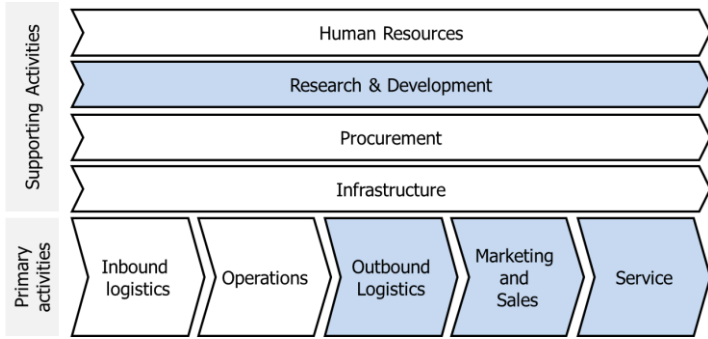 Supporting Activities
Human Resources
Research & Development
Procurement
Infrastructure
Primary
activities
Inbound
logistics
Operations
Outbound
Logistics
Marketing
and
Sales
Service